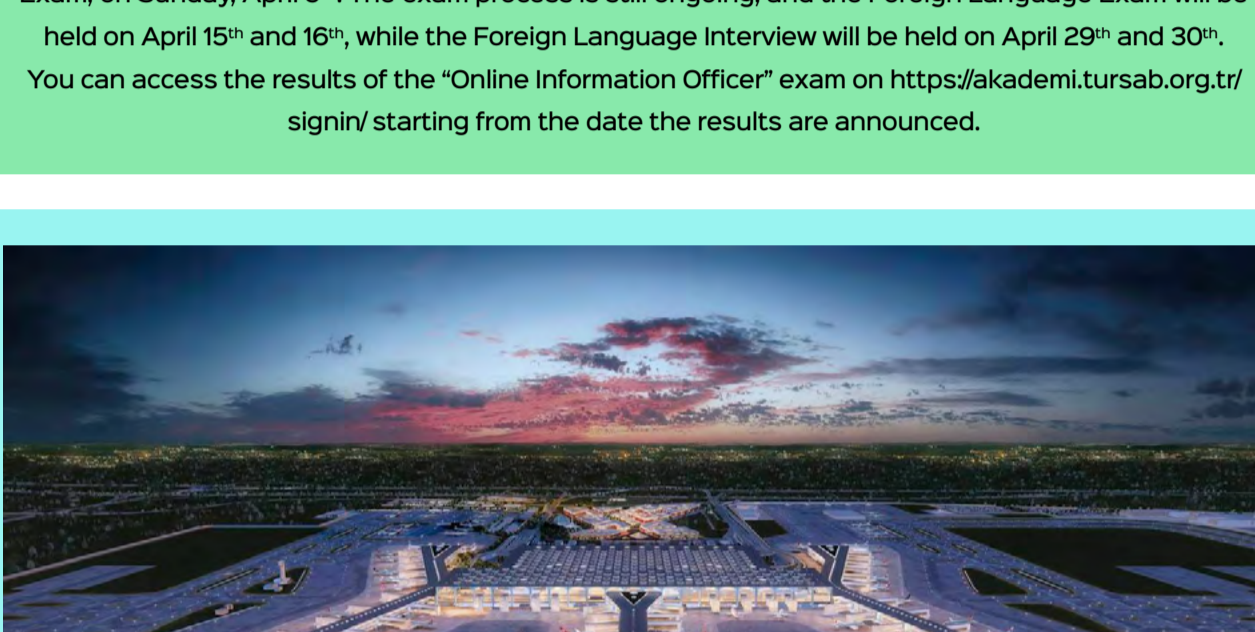 held on April 15th and 16th, while the Foreign Language Interview will be held on April 29th and 30th.
You can access the results of the “Online Information Officer” exam on https://akademi.tursab.org.tr/
signin/ starting from the date the results are announced.